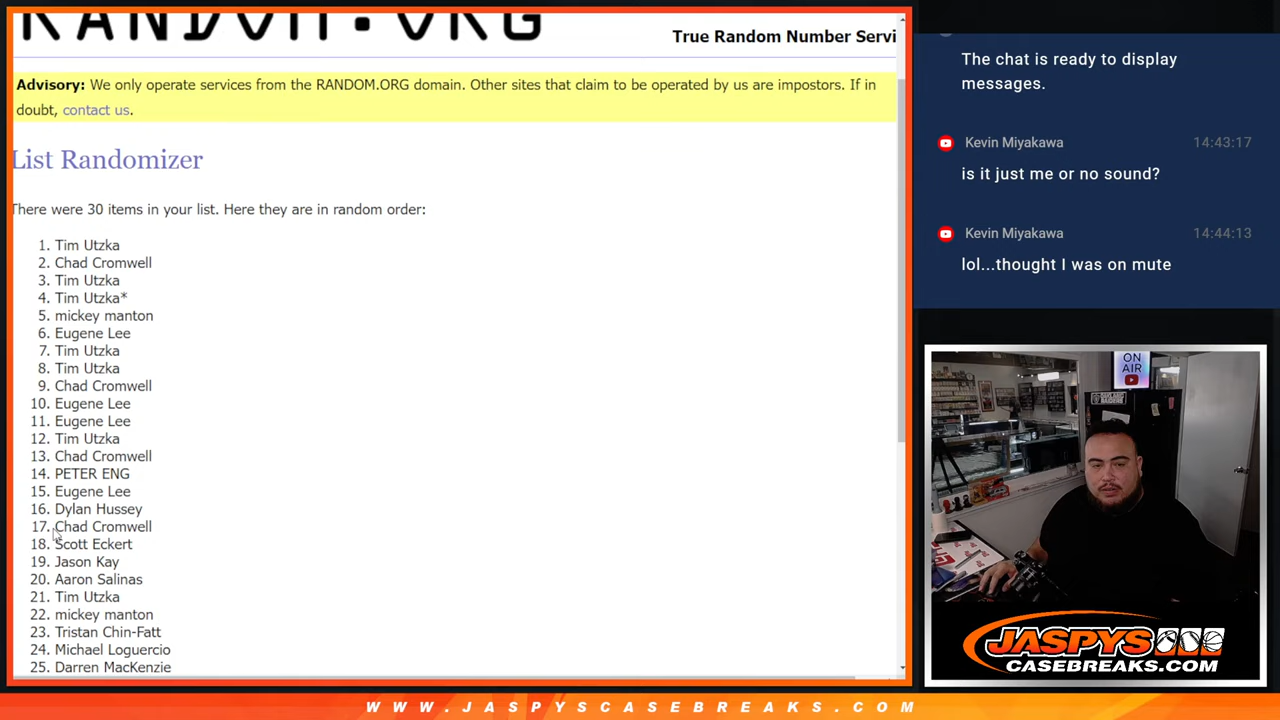 RANDOM.ORG
True Random Number Servi
Advisory: We only operate services from the RANDOM.ORG domain. Other sites that claim to be operated by us are impostors. If in
doubt, contact us.
List Randomizer
There were 30 items in your list. Here they are in random order:
1. Tim Utzka
2. Chad Cromwell
3. Tim Utzka
4. Tim Utzka*
5. mickey manton
6. Eugene Lee
7. Tim Utzka
8. Tim Utzka
9. Chad Cromwell
10. Eugene Lee
11. Eugene Lee
12. Tim Utzka
13. Chad Cromwell
14. PETER ENG
15. Eugene Lee
16. Dylan Hussey
17. Chad Cromwell
18. Scott Eckert
19. Jason Kay
20. Aaron Salinas
21. Tim Utzka
22. mickey manton
23. Tristan Chin-Fatt
24. Michael Loguercio
25. Darren MacKenzie
The chat is ready to display
messages.
Kevin Miyakawa 14:43:17
is it just me or no sound?
Kevin Miyakawa 14:44:13
lol...thought I was on mute
ON
AIR
JASPYS
CASEBREAKS.COM
WWW.JASPYSCASEBREAKS.COM